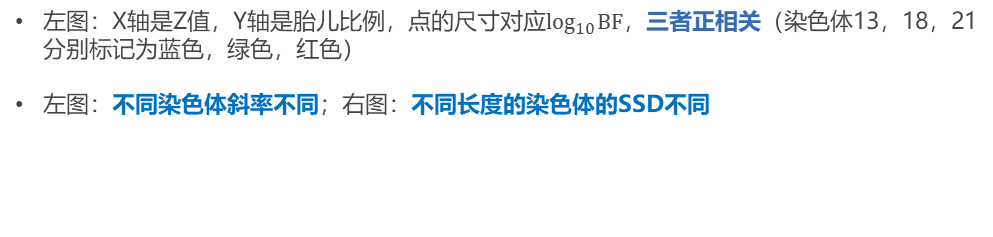 • 左图：X轴是Z值，Y轴是胎儿比例，点的尺寸对应log₁₀ BF，三者正相关（染色体13，18，21
分别标记为蓝色，绿色，红色）
• 左图：不同染色体斜率不同；右图：不同长度的染色体的SSD不同